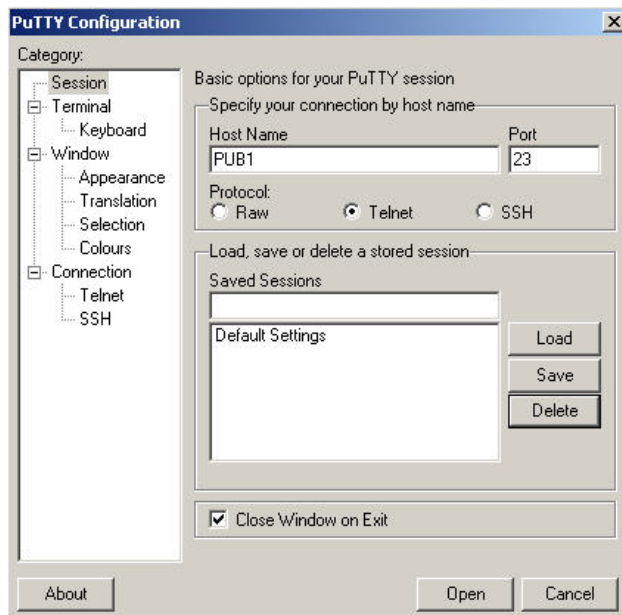 PuTTY Configuration
Category:
Session
Terminal
Keyboard
Window
Appearance
Translation
Selection
Colours
Connection
Telnet
SSH
Basic options for your PuTTY session
Specify your connection by host name
Host Name Port
PUB1 23
Protocol:
Raw Telnet SSH
Load, save or delete a stored session
Saved Sessions
Default Settings
Load
Save
Delete
Close Window on Exit
About Open Cancel